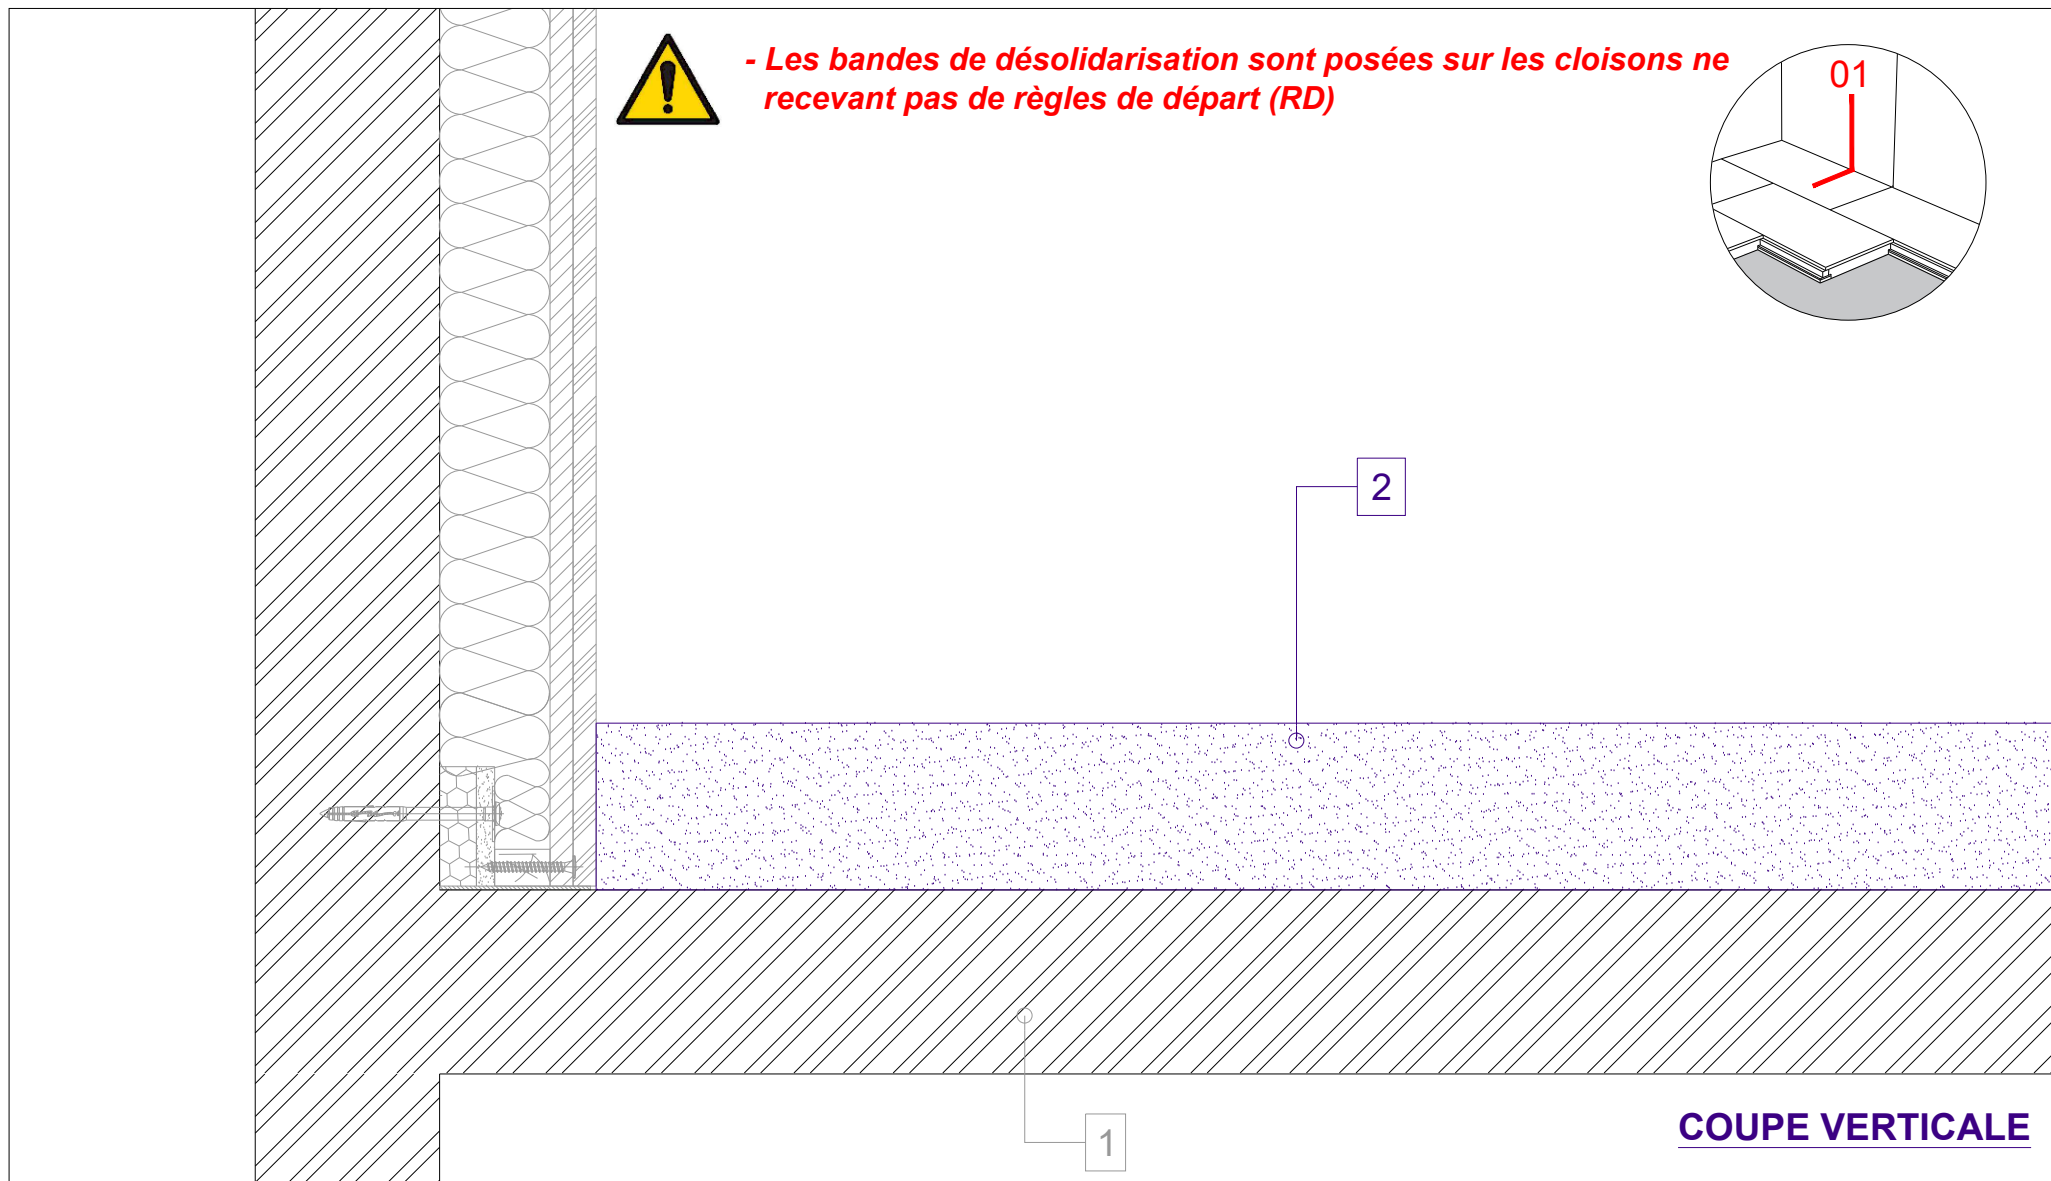 - Les bandes de désolidarisation sont posées sur les cloisons ne
recevant pas de règles de départ (RD)
01
2
1
COUPE VERTICALE